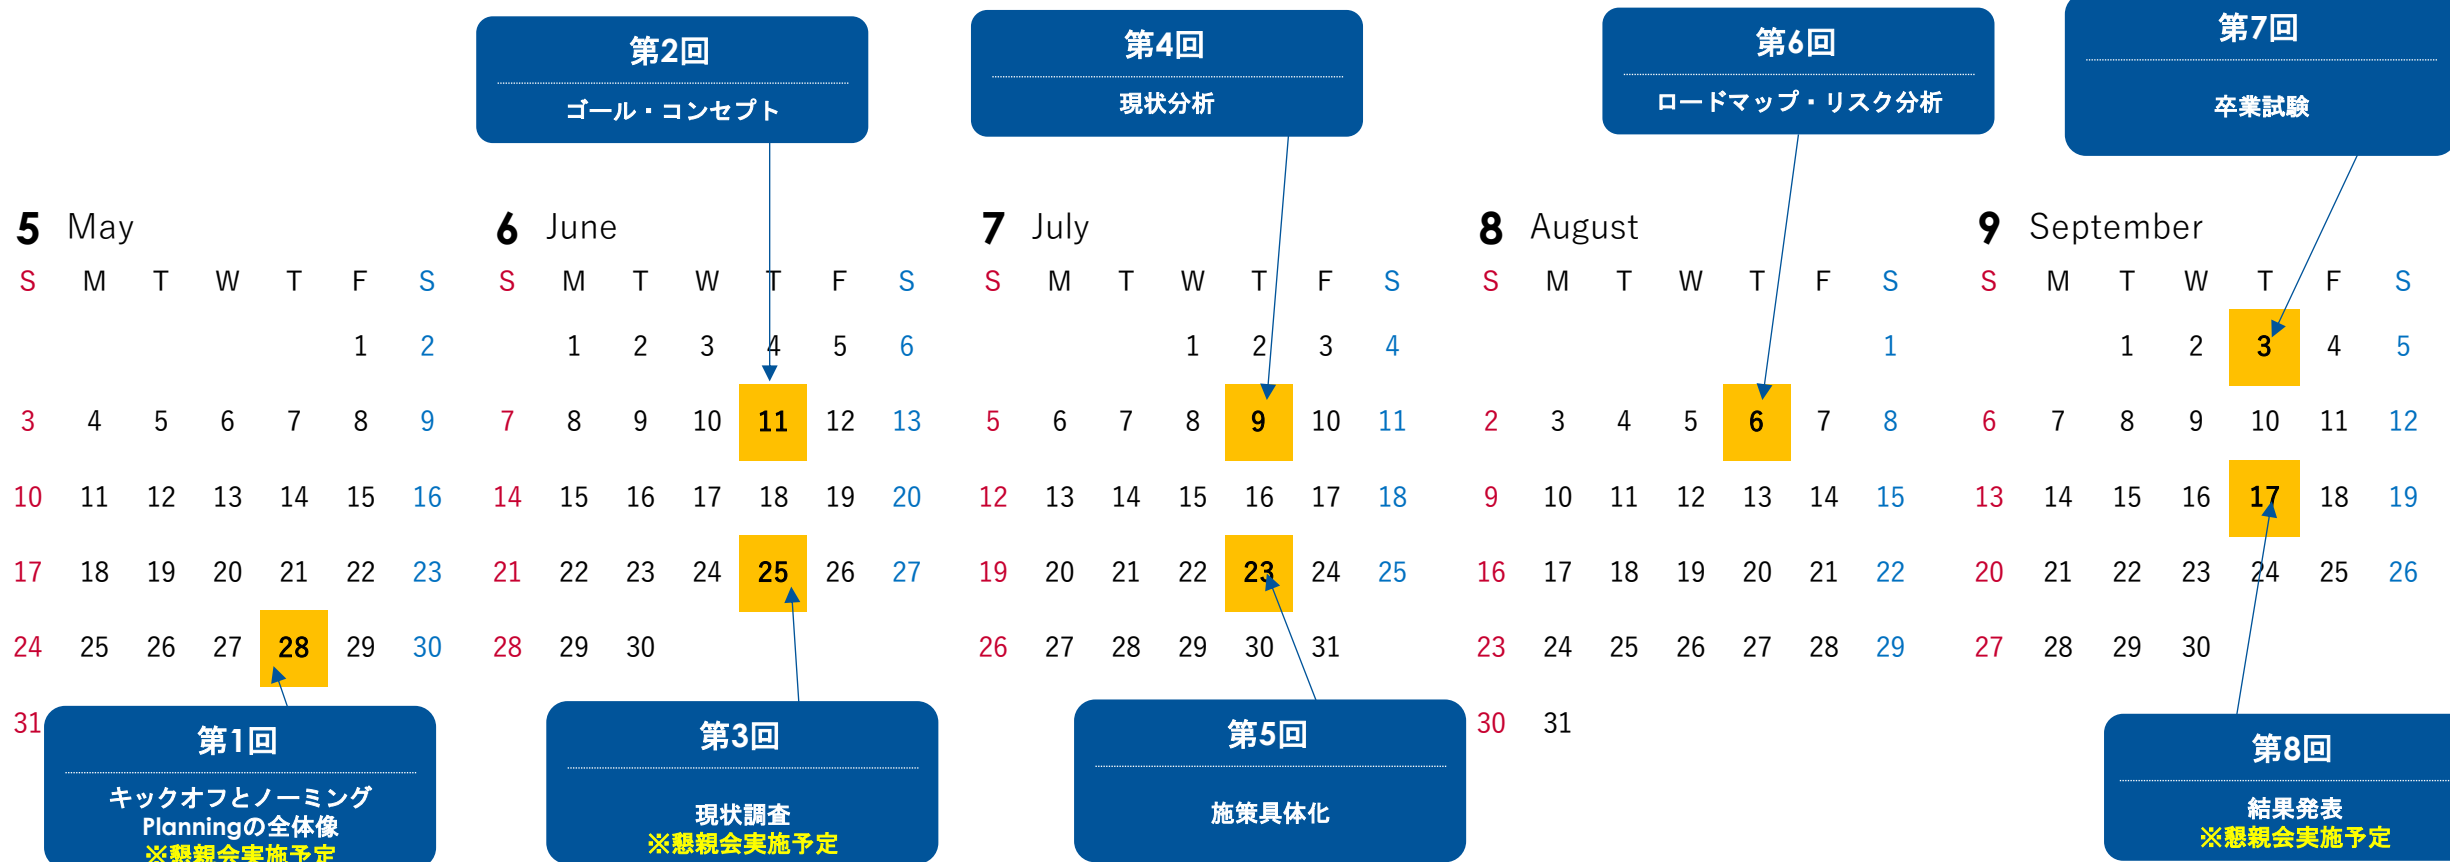 第2回
ゴール・コンセプト
第4回
現状分析
第6回
ロードマップ・リスク分析
第7回
卒業試験
5 May
S M T W T F S
1 2
3 4 5 6 7 8 9
10 11 12 13 14 15 16
17 18 19 20 21 22 23
24 25 26 27 28 29 30
31
6 June
S M T W T F S
1 2 3 4 5 6
7 8 9 10 11 12 13
14 15 16 17 18 19 20
21 22 23 24 25 26 27
28 29 30
7 July
S M T W T F S
1 2 3 4
5 6 7 8 9 10 11
12 13 14 15 16 17 18
19 20 21 22 23 24 25
26 27 28 29 30 31
8 August
S M T W T F S
1
2 3 4 5 6 7 8
9 10 11 12 13 14 15
16 17 18 19 20 21 22
23 24 25 26 27 28 29
30 31
9 September
S M T W T F S
1 2 3 4 5
6 7 8 9 10 11 12
13 14 15 16 17 18 19
20 21 22 23 24 25 26
27 28 29 30
第1回
キックオフとノーミング
Planningの全体像
※懇親会実施予定
第3回
現状調査
※懇親会実施予定
第5回
施策具体化
第8回
結果発表
※懇親会実施予定